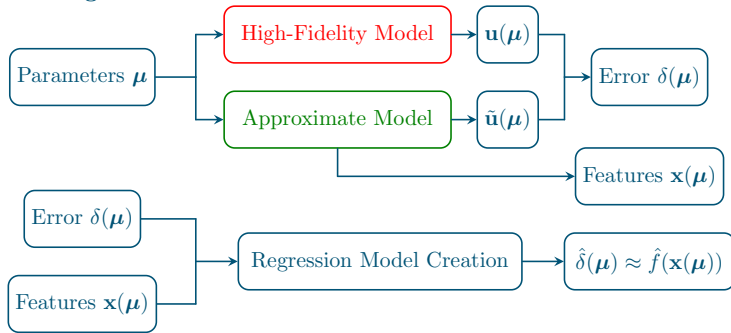 High-Fidelity Model
𝐮(𝝁)
Parameters 𝝁
Error δ(𝝁)
Approximate Model
𝐮̃(𝝁)
Features 𝐱(𝝁)
Error δ(𝝁)
Regression Model Creation
δ̂(𝝁) ≈ f̂(𝐱(𝝁))
Features 𝐱(𝝁)